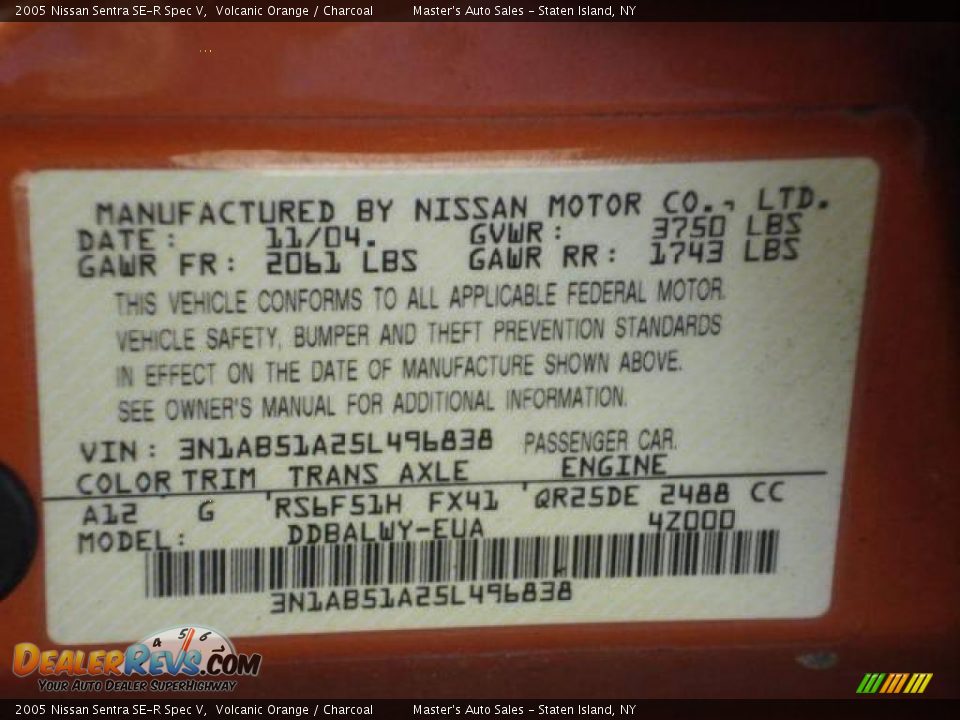 2005 Nissan Sentra SE-R Spec V, Volcanic Orange / Charcoal Master's Auto Sales - Staten Island, NY
MANUFACTURED BY NISSAN MOTOR CO., LTD.
DATE: 11/04. GVWR: 3750 LBS
GAWR FR: 2061 LBS GAWR RR: 1743 LBS
THIS VEHICLE CONFORMS TO ALL APPLICABLE FEDERAL MOTOR
VEHICLE SAFETY, BUMPER AND THEFT PREVENTION STANDARDS
IN EFFECT ON THE DATE OF MANUFACTURE SHOWN ABOVE.
SEE OWNER'S MANUAL FOR ADDITIONAL INFORMATION.
VIN: 3N1AB51A25L496838 PASSENGER CAR.
COLOR TRIM TRANS AXLE ENGINE
A12 G RS6F51H FX41 QR25DE 2488 CC
MODEL: DDBALWY-EUA 4Z000
3N1AB51A25L496838
4 5 6 7
DEALERREVS.COM
YOUR AUTO DEALER SUPERHIGHWAY
2005 Nissan Sentra SE-R Spec V, Volcanic Orange / Charcoal Master's Auto Sales - Staten Island, NY